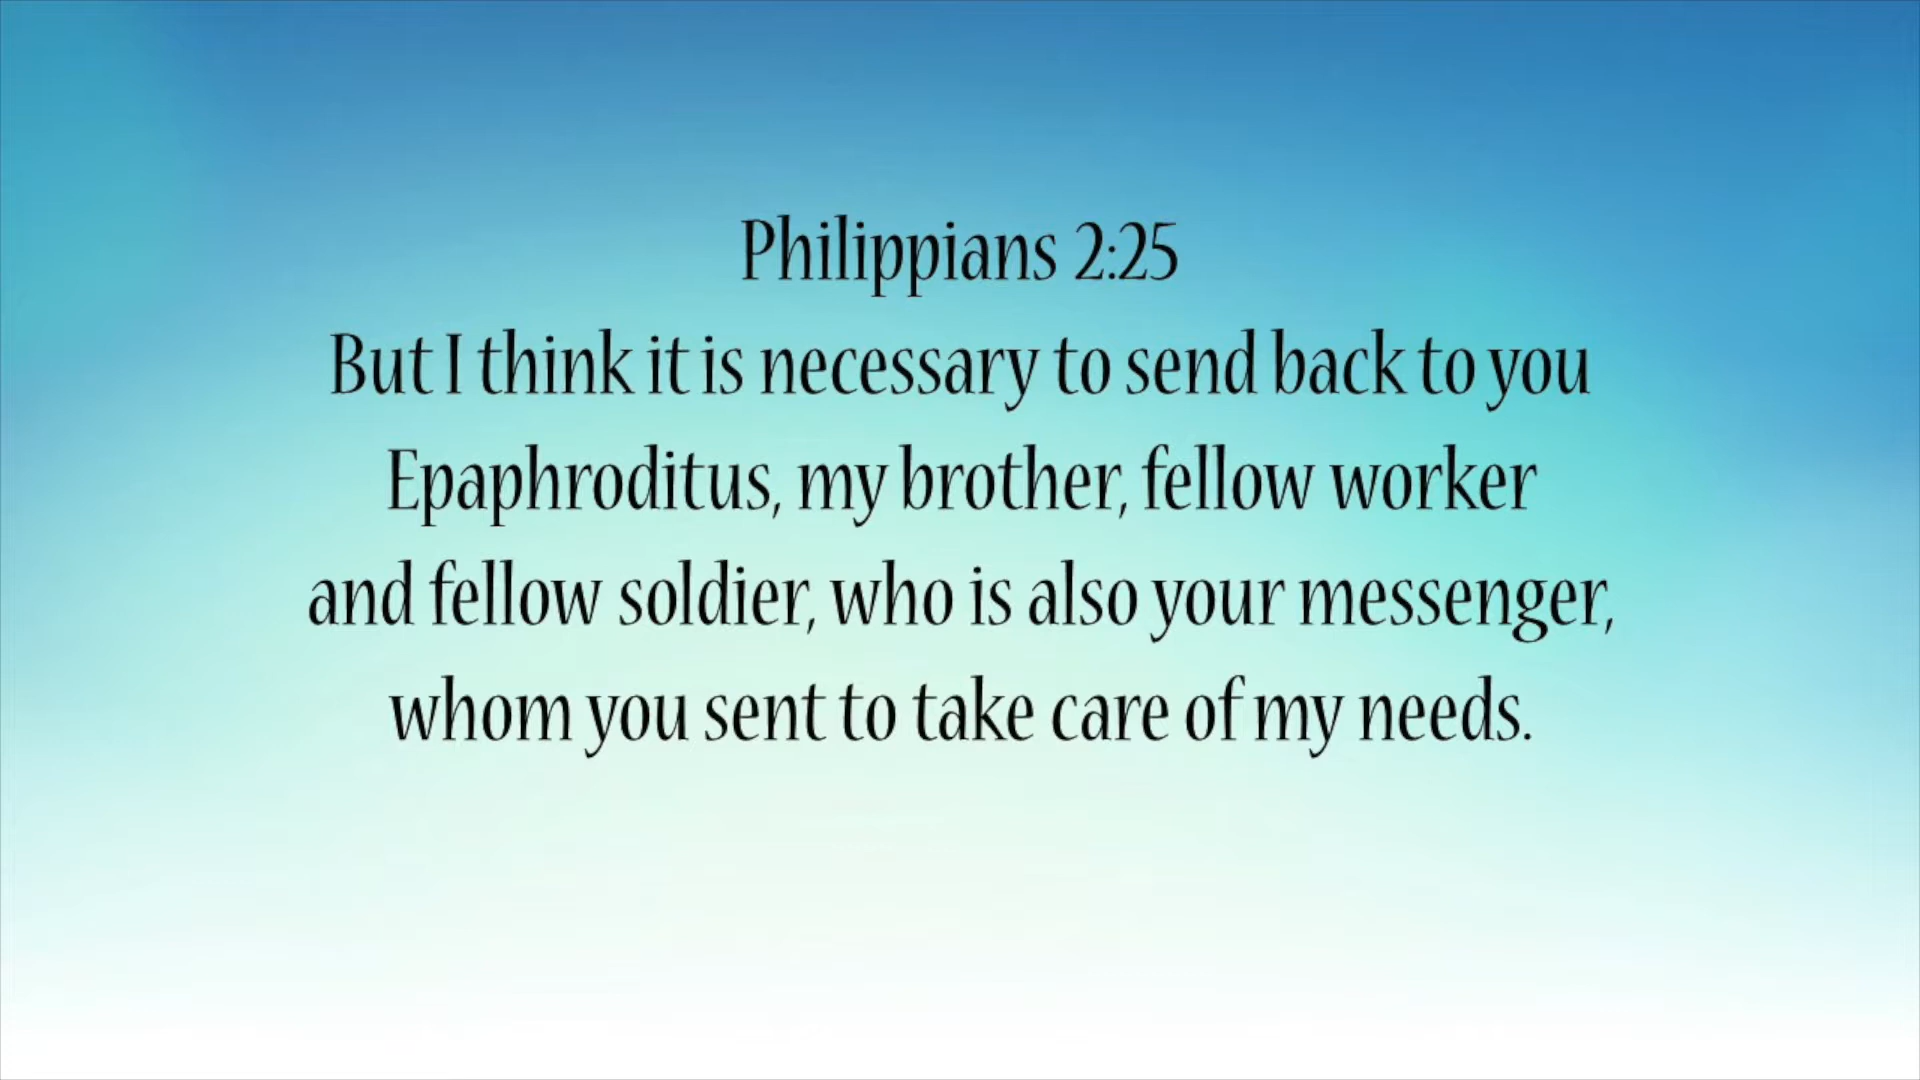 Philippians 2:25
But I think it is necessary to send back to you
Epaphroditus, my brother, fellow worker
and fellow soldier, who is also your messenger,
whom you sent to take care of my needs.